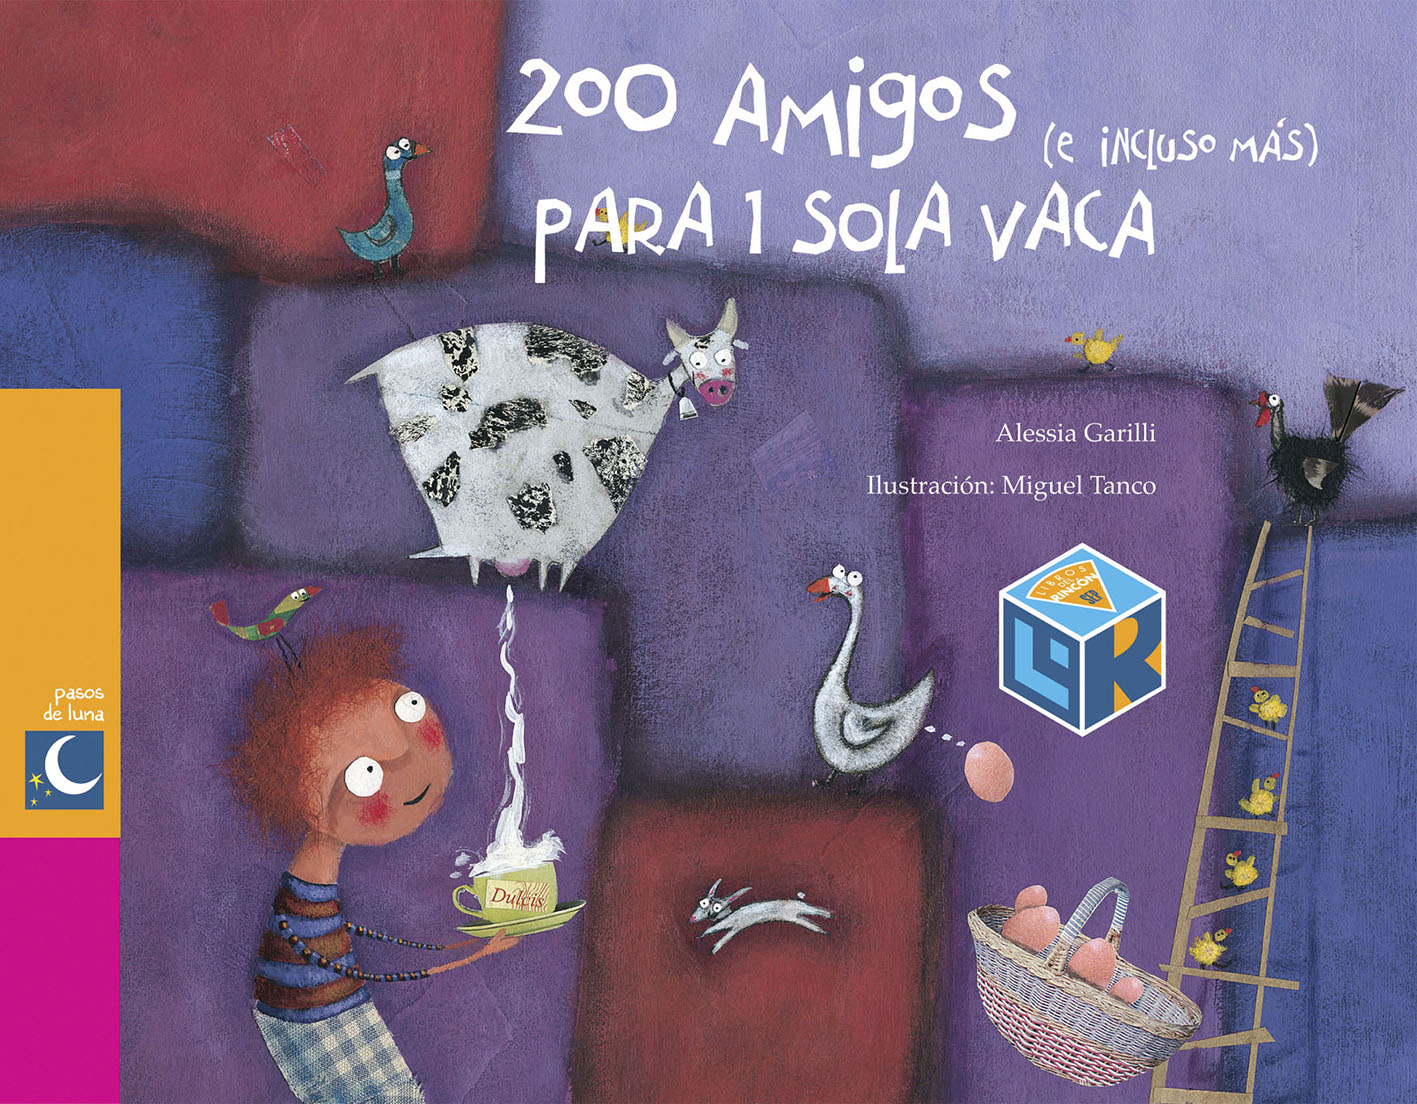 200 Amigos (e incluso más)
para 1 sola vaca
Alessia Garilli
Ilustración: Miguel Tanco
LIBROS
DEL
RINCÓN
SEP
LR
pasos
de luna
Dulcis